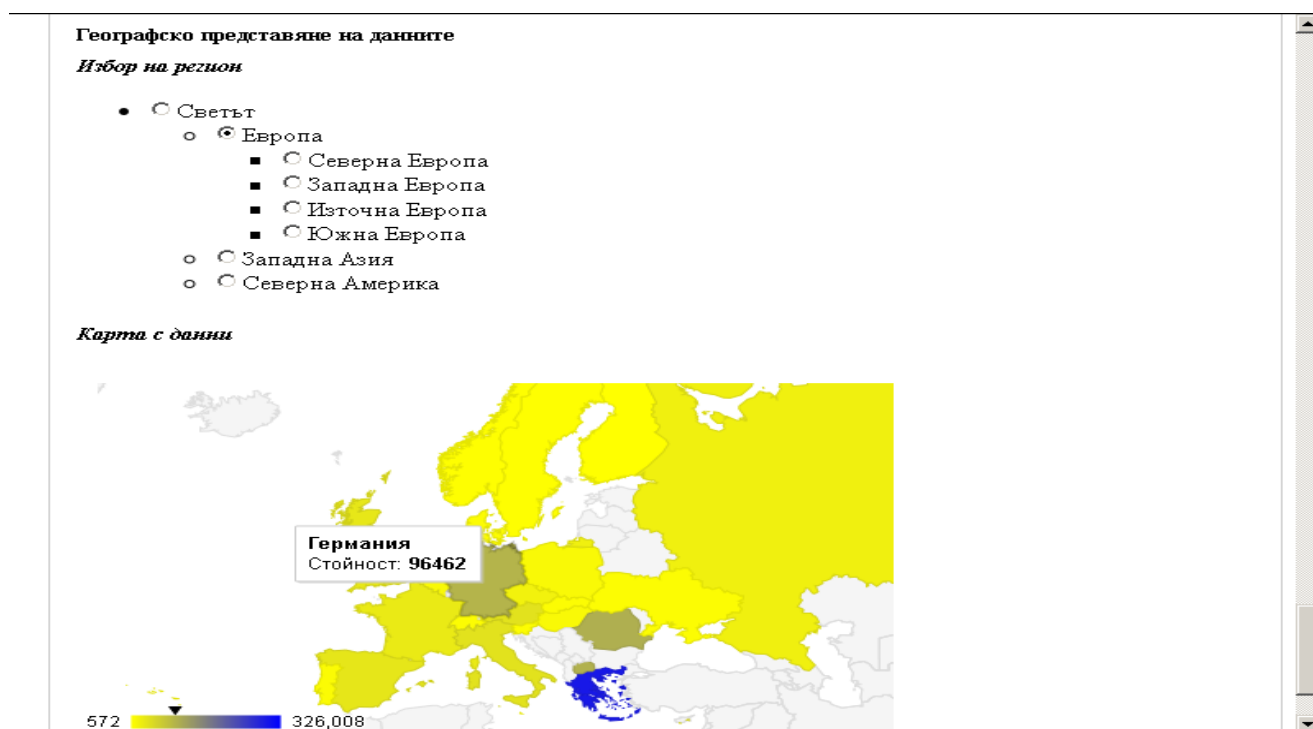 Географско представяне на данните
Избор на регион
Светът
Европа
Северна Европа
Западна Европа
Източна Европа
Южна Европа
Западна Азия
Северна Америка
Карта с данни
Германия
Стойност: 96462
572 326,008